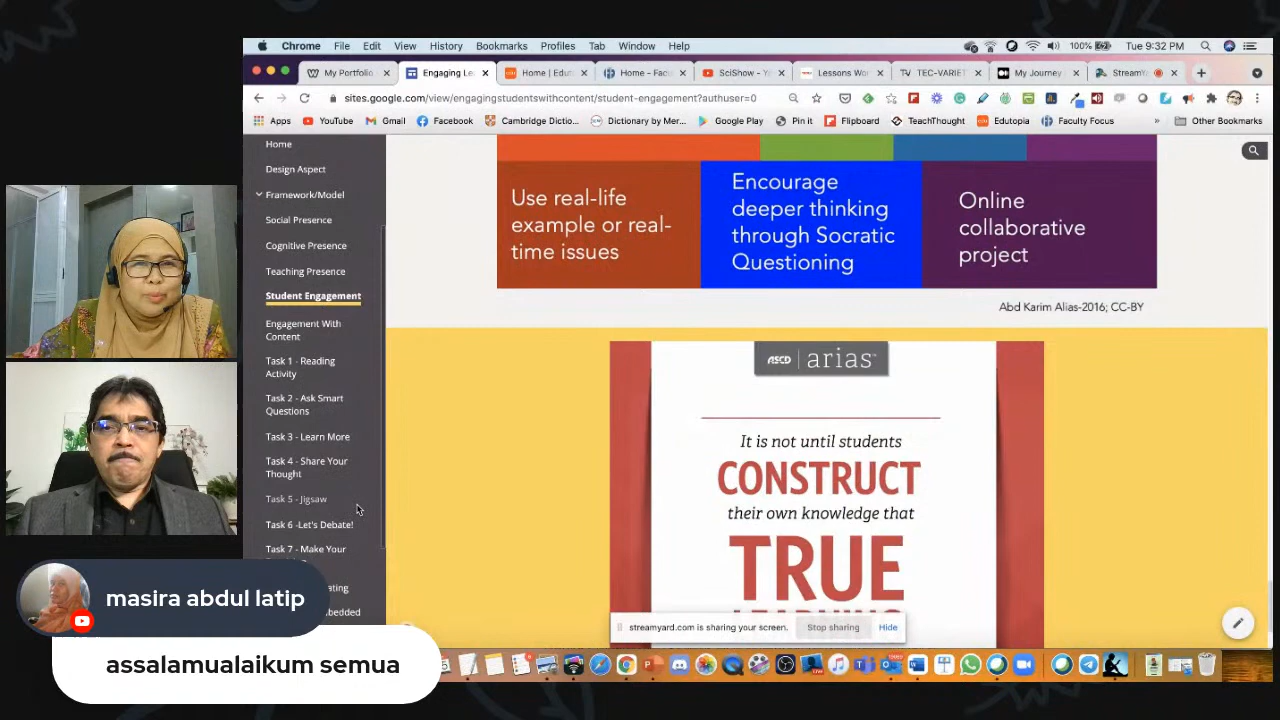 Chrome File Edit View History Bookmarks Profiles Tab Window Help
100% Tue 9:32 PM
My Portfolio
Engaging Le
Home | Edut
Home - Facu
SciShow - Yo
Lessons Wor
TEC-VARIET
My Journey
StreamY
sites.google.com/view/engagingstudentswithcontent/student-engagement?authuser=0
Apps YouTube Gmail Facebook Cambridge Dictio... Dictionary by Mer... Google Play Pin it Flipboard TeachThought Edutopia Faculty Focus » Other Bookmarks
Home
Design Aspect
Framework/Model
Social Presence
Cognitive Presence
Teaching Presence
Student Engagement
Engagement With
Content
Task 1 - Reading
Activity
Task 2 - Ask Smart
Questions
Task 3 - Learn More
Task 4 - Share Your
Thought
Task 5 - Jigsaw
Task 6 -Let's Debate!
Task 7 - Make Your
Use real-life
example or real-
time issues
Encourage
deeper thinking
through Socratic
Questioning
Online
collaborative
project
Abd Karim Alias-2016; CC-BY
ASCD arias™
It is not until students
CONSTRUCT
their own knowledge that
TRUE
LEARNING
streamyard.com is sharing your screen. Stop sharing Hide
masira abdul latip
assalamualaikum semua